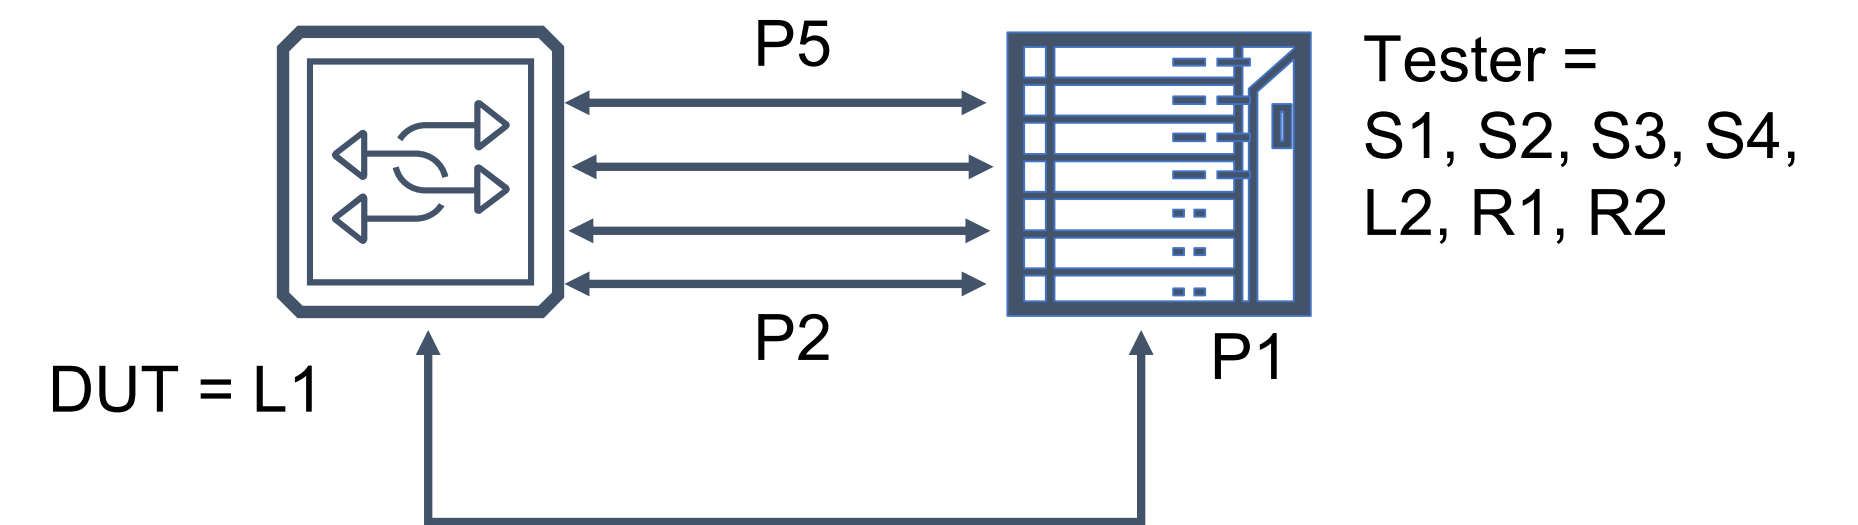 P5
Tester =
S1, S2, S3, S4,
L2, R1, R2
P2
P1
DUT = L1